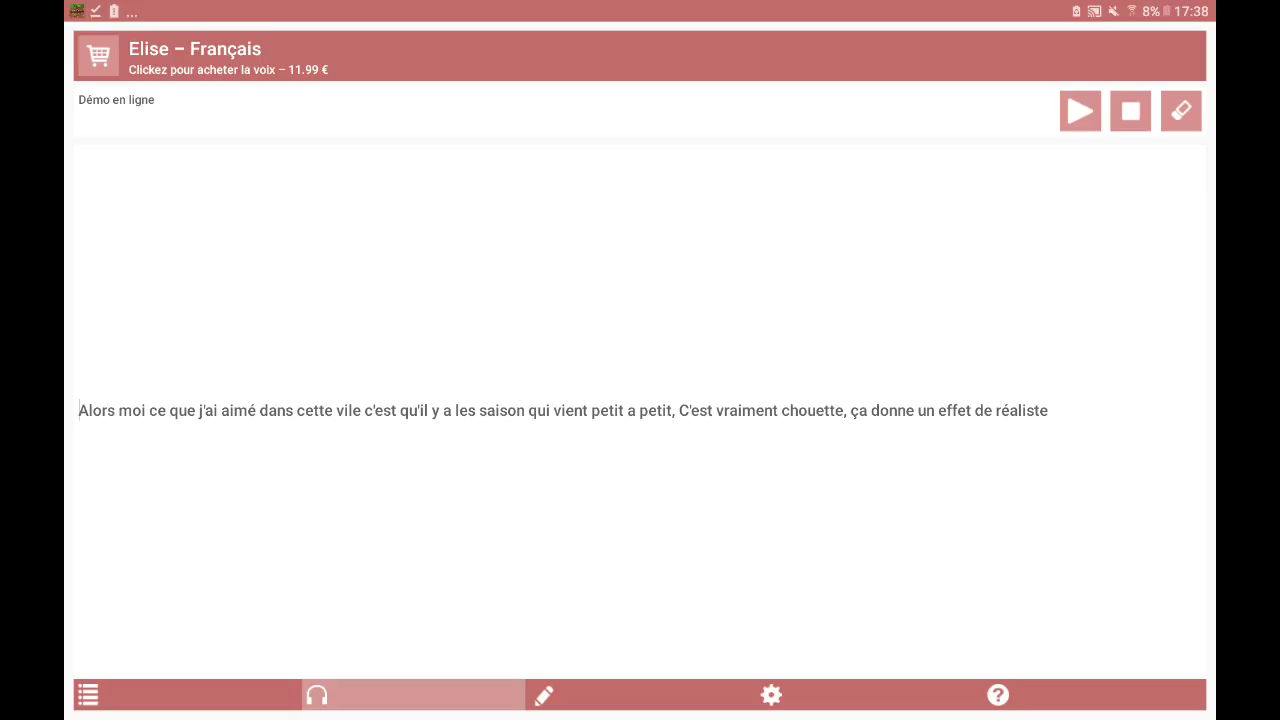 ... 8% 17:38
Elise – Français
Clickez pour acheter la voix – 11.99 €
Démo en ligne
Alors moi ce que j'ai aimé dans cette vile c'est qu'il y a les saison qui vient petit a petit, C'est vraiment chouette, ça donne un effet de réaliste